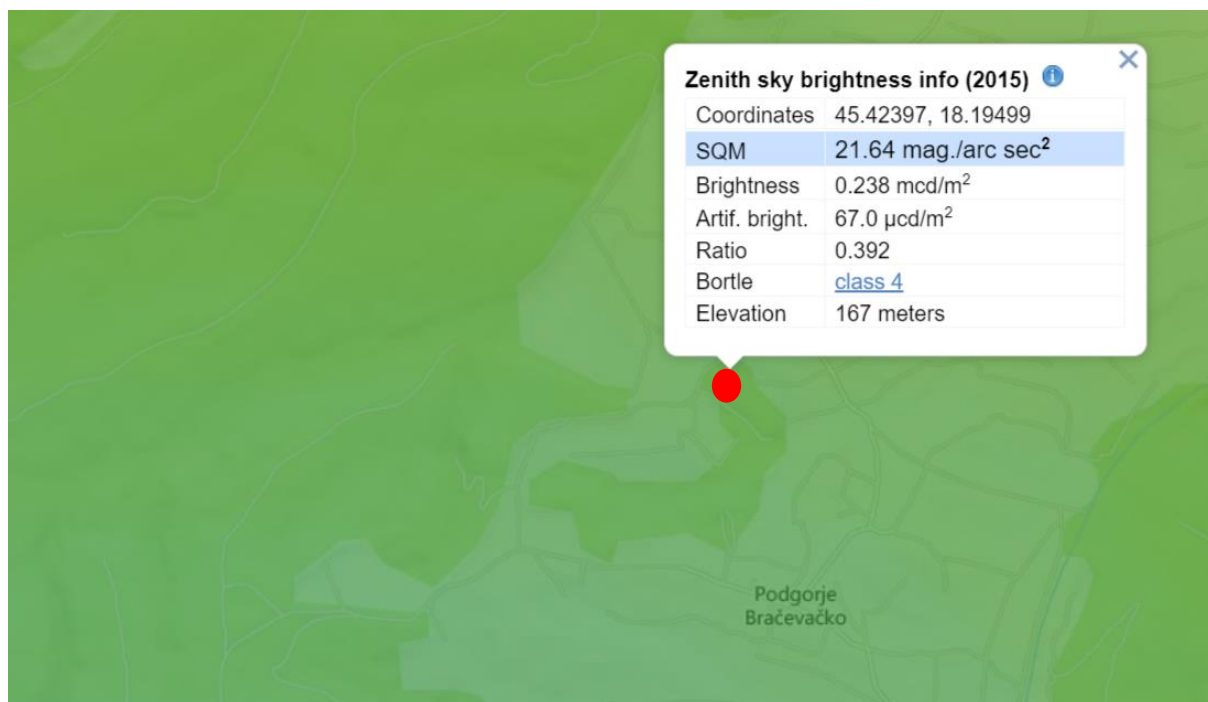 Zenith sky brightness info (2015)
Coordinates 45.42397, 18.19499
SQM 21.64 mag./arc sec²
Brightness 0.238 mcd/m²
Artif. bright. 67.0 µcd/m²
Ratio 0.392
Bortle class 4
Elevation 167 meters
Podgorje
Bračevačko